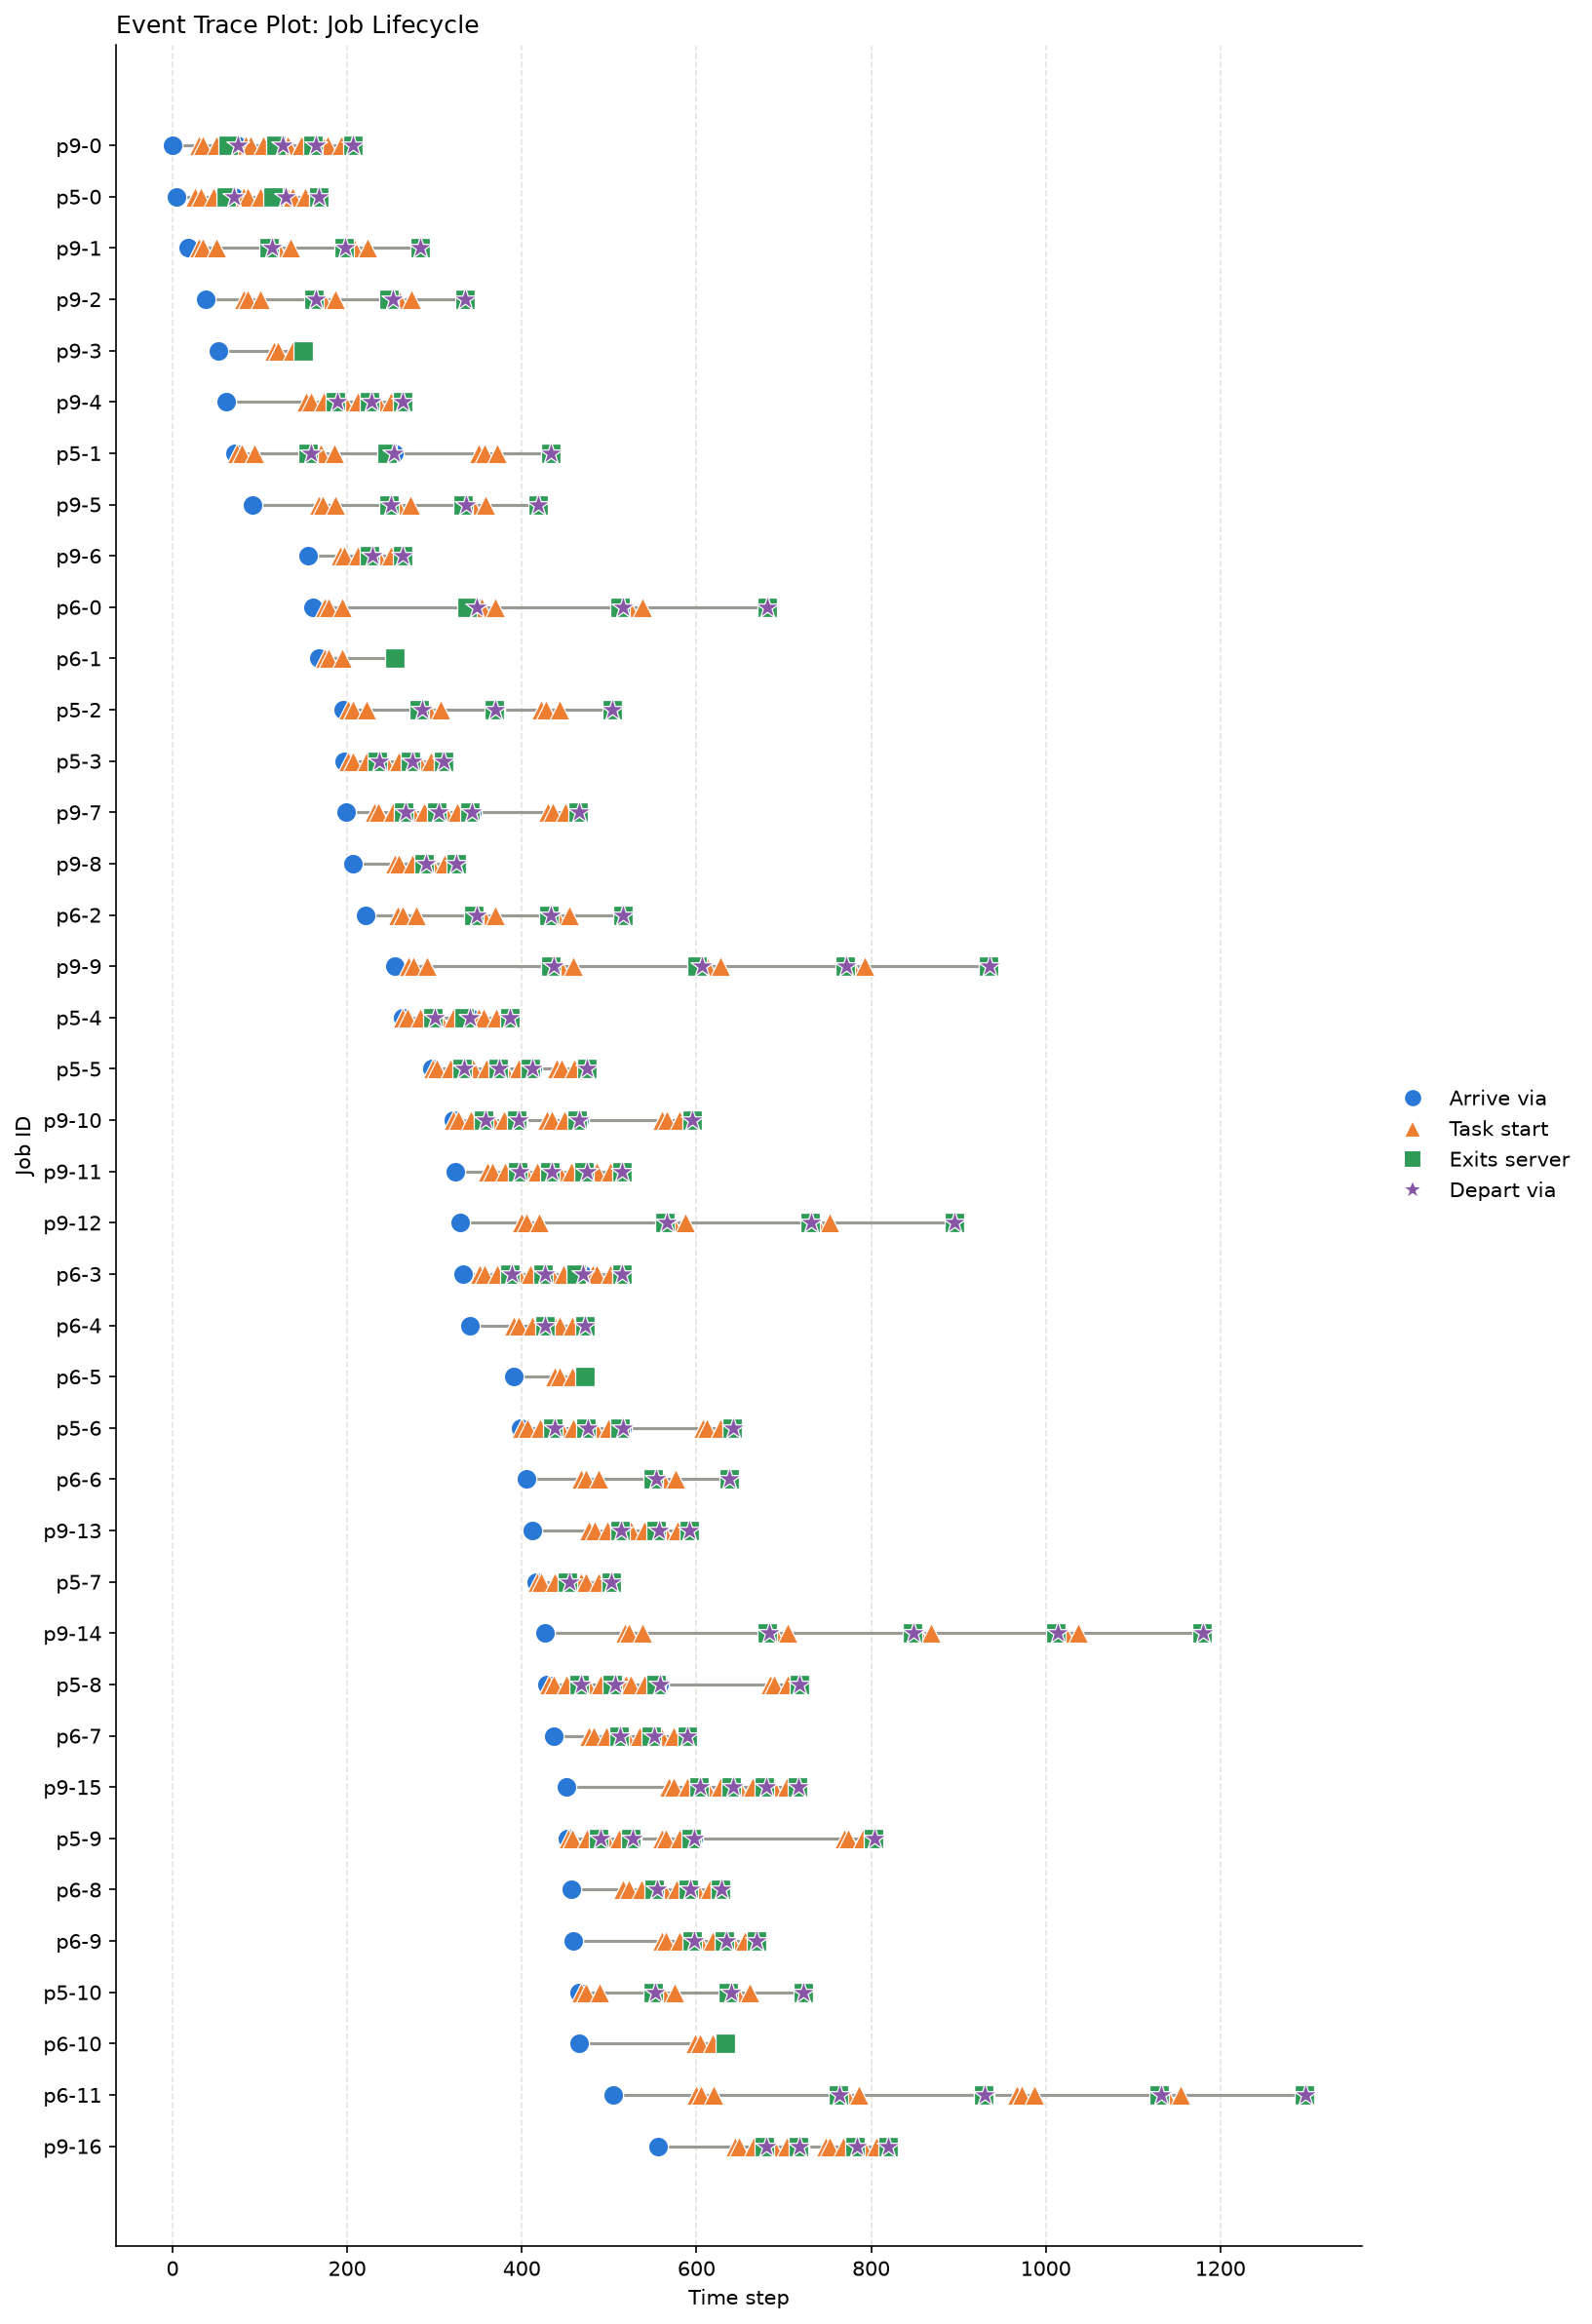 Event Trace Plot: Job Lifecycle
p9-0
p5-0
p9-1
p9-2
p9-3
p9-4
p5-1
p9-5
p9-6
p6-0
p6-1
p5-2
p5-3
p9-7
p9-8
p6-2
p9-9
p5-4
p5-5
p9-10
p9-11
p9-12
p6-3
p6-4
p6-5
p5-6
p6-6
p9-13
p5-7
p9-14
p5-8
p6-7
p9-15
p5-9
p6-8
p6-9
p5-10
p6-10
p6-11
p9-16
Job ID
0 200 400 600 800 1000 1200
Time step
Arrive via
Task start
Exits server
Depart via